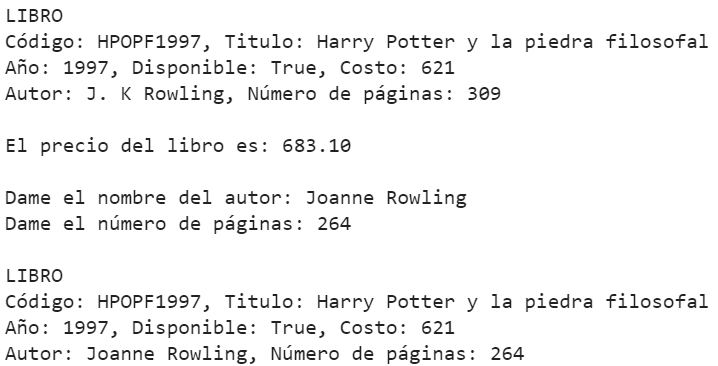 LIBRO
Código: HPOPF1997, Titulo: Harry Potter y la piedra filosofal
Año: 1997, Disponible: True, Costo: 621
Autor: J. K Rowling, Número de páginas: 309

El precio del libro es: 683.10

Dame el nombre del autor: Joanne Rowling
Dame el número de páginas: 264

LIBRO
Código: HPOPF1997, Titulo: Harry Potter y la piedra filosofal
Año: 1997, Disponible: True, Costo: 621
Autor: Joanne Rowling, Número de páginas: 264